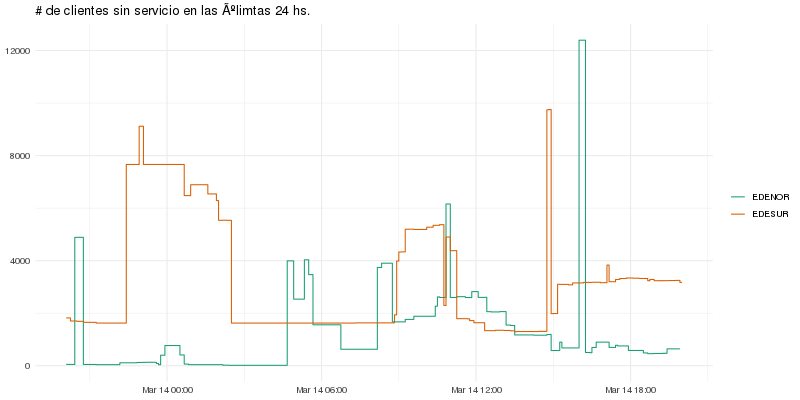 # de clientes sin servicio en las Ãºlimtas 24 hs.
12000
8000
4000
0
Mar 14 00:00
Mar 14 06:00
Mar 14 12:00
Mar 14 18:00
EDENOR
EDESUR